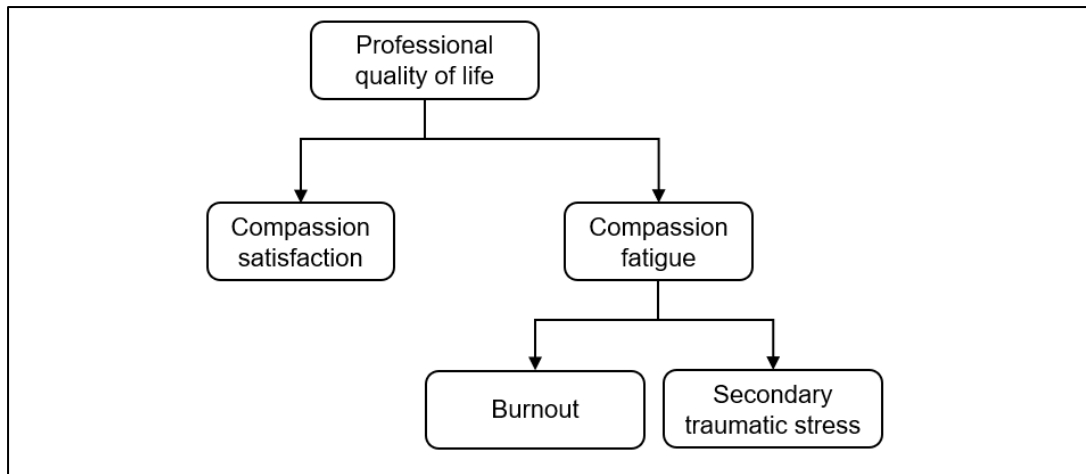 Professional
quality of life
Compassion
satisfaction
Compassion
fatigue
Burnout
Secondary
traumatic stress